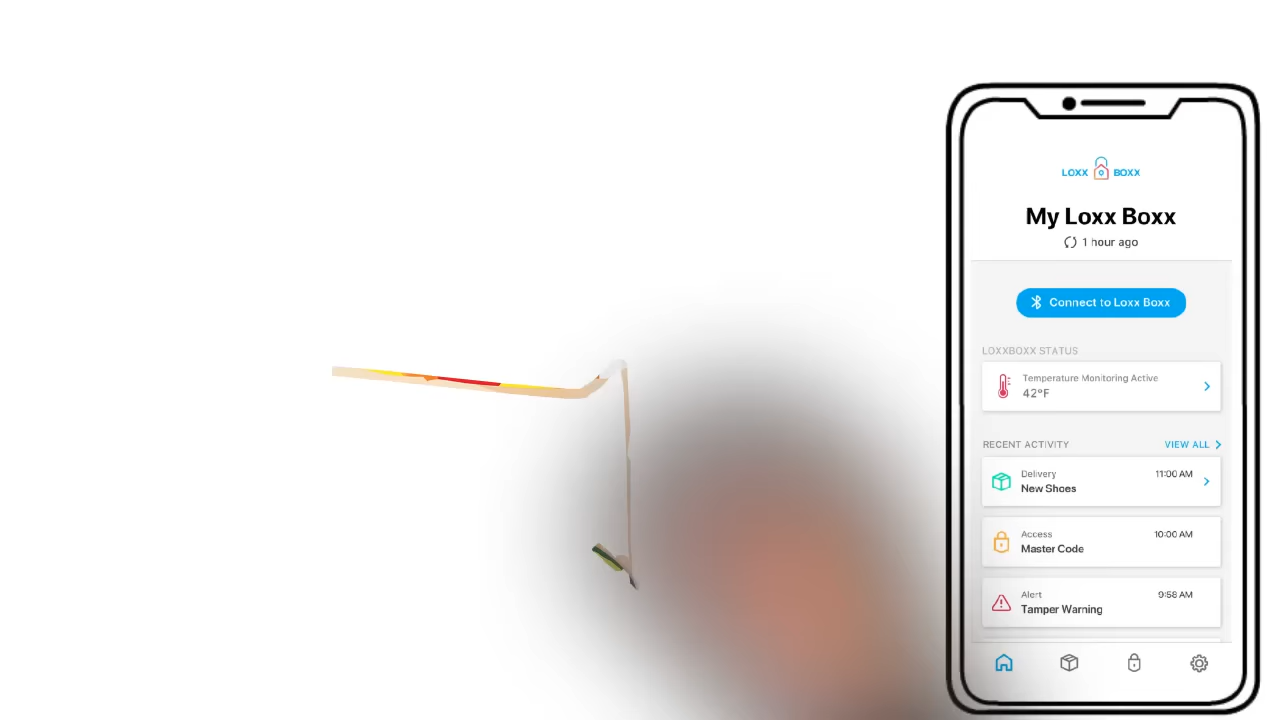 LOXX BOXX
My Loxx Boxx
1 hour ago
Connect to Loxx Boxx
LOXXBOXX STATUS
Temperature Monitoring Active
42°F
RECENT ACTIVITY VIEW ALL
Delivery 11:00 AM
New Shoes
Access 10:00 AM
Master Code
Alert 9:58 AM
Tamper Warning